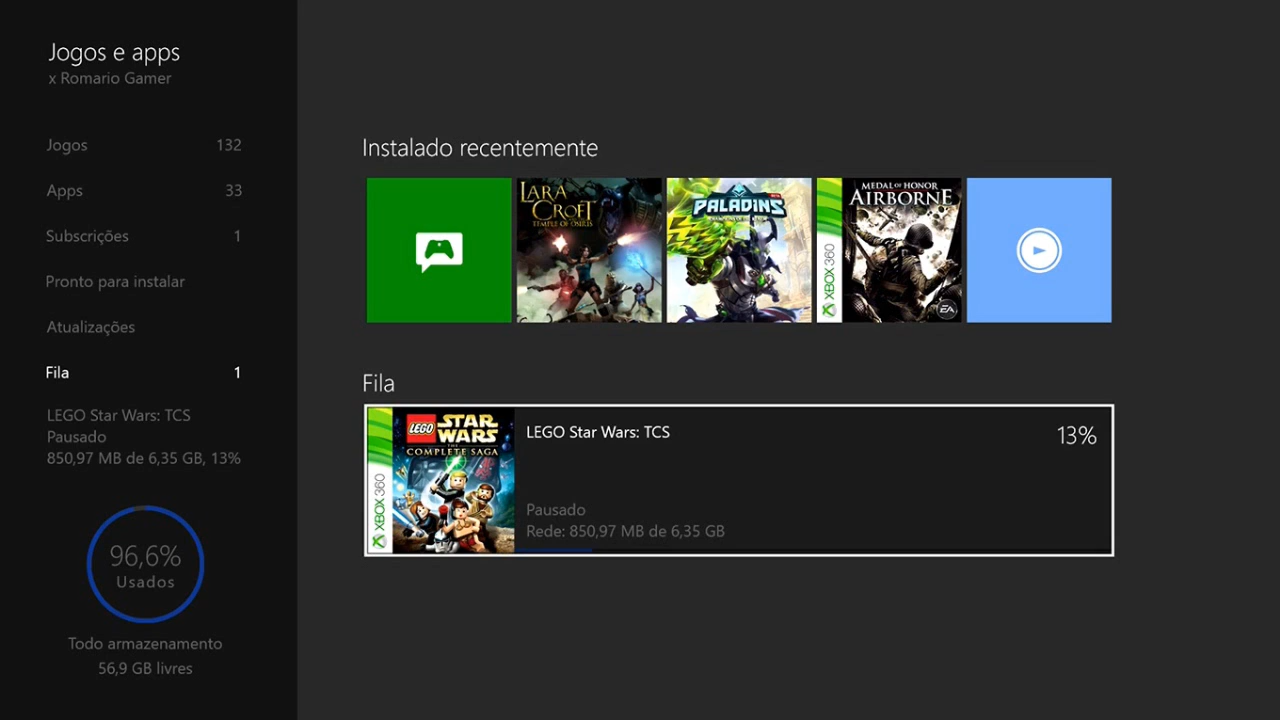 Jogos e apps
x Romario Gamer
Jogos 132
Apps 33
Subscrições 1
Pronto para instalar
Atualizações
Fila 1
LEGO Star Wars: TCS
Pausado
850,97 MB de 6,35 GB, 13%
96,6%
Usados
Todo armazenamento
56,9 GB livres
Instalado recentemente
LARA
CROFT
TEMPLE OF OSIRIS
PALADINS
XBOX 360
MEDAL OF HONOR
AIRBORNE
EA
Fila
XBOX 360
LEGO STAR
WARS
THE
COMPLETE SAGA
LEGO Star Wars: TCS
13%
Pausado
Rede: 850,97 MB de 6,35 GB